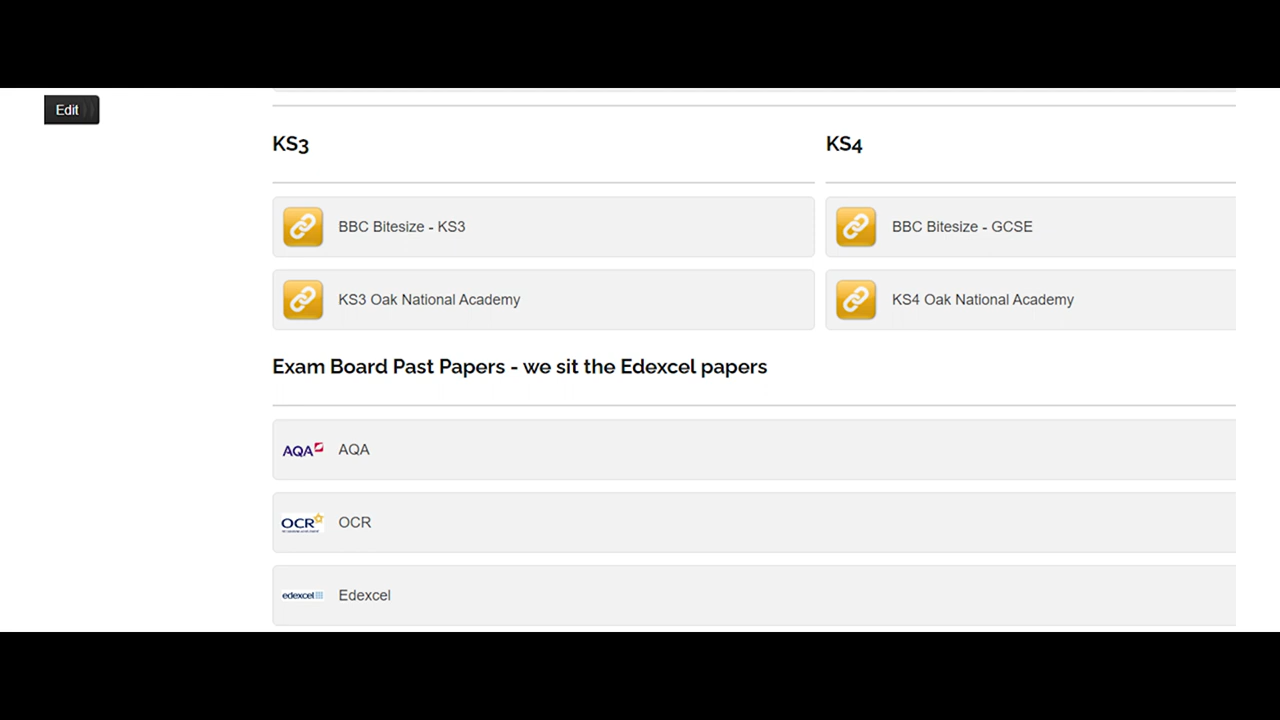 Edit
KS3
KS4
BBC Bitesize - KS3
BBC Bitesize - GCSE
KS3 Oak National Academy
KS4 Oak National Academy
Exam Board Past Papers - we sit the Edexcel papers
AQA AQA
OCR OCR
edexcel Edexcel